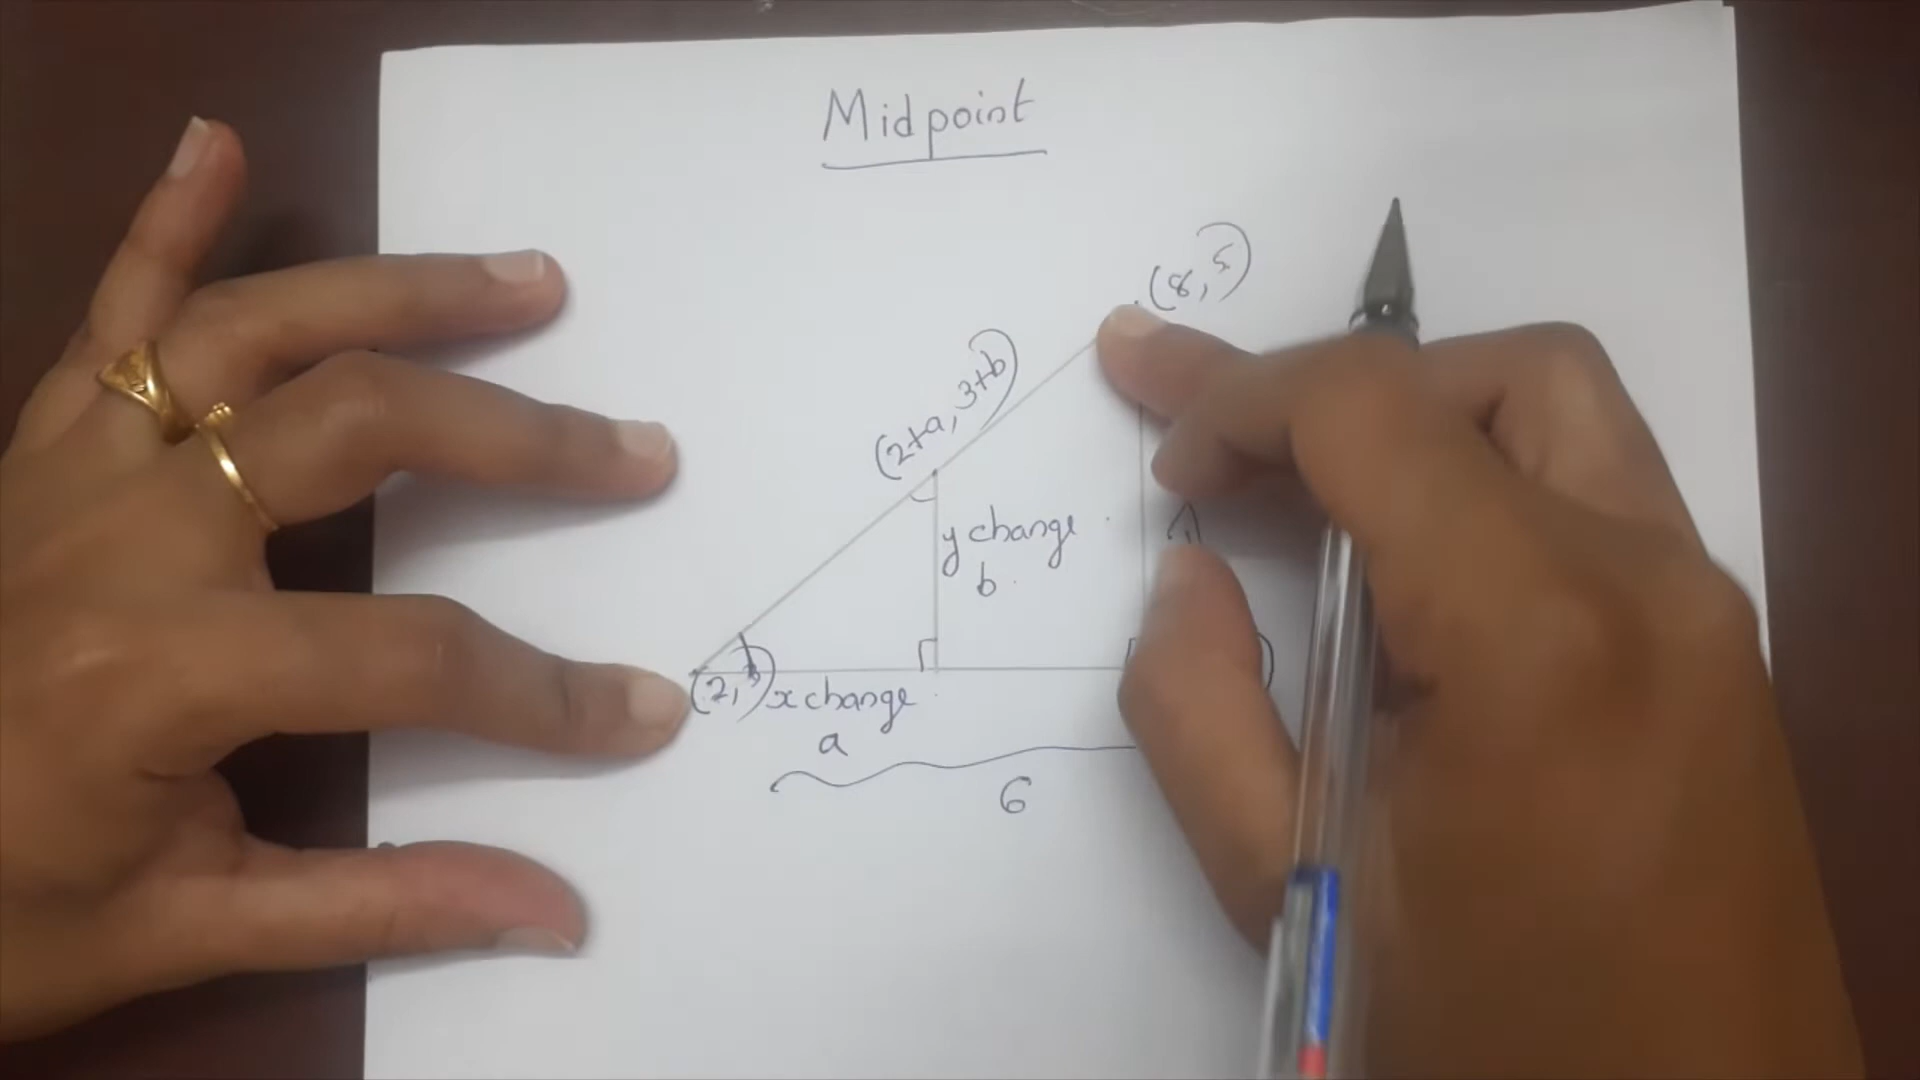 Midpoint
(8, 5)
(2+a, 3+b)
y change
b
(2, 3)
x change
a
6